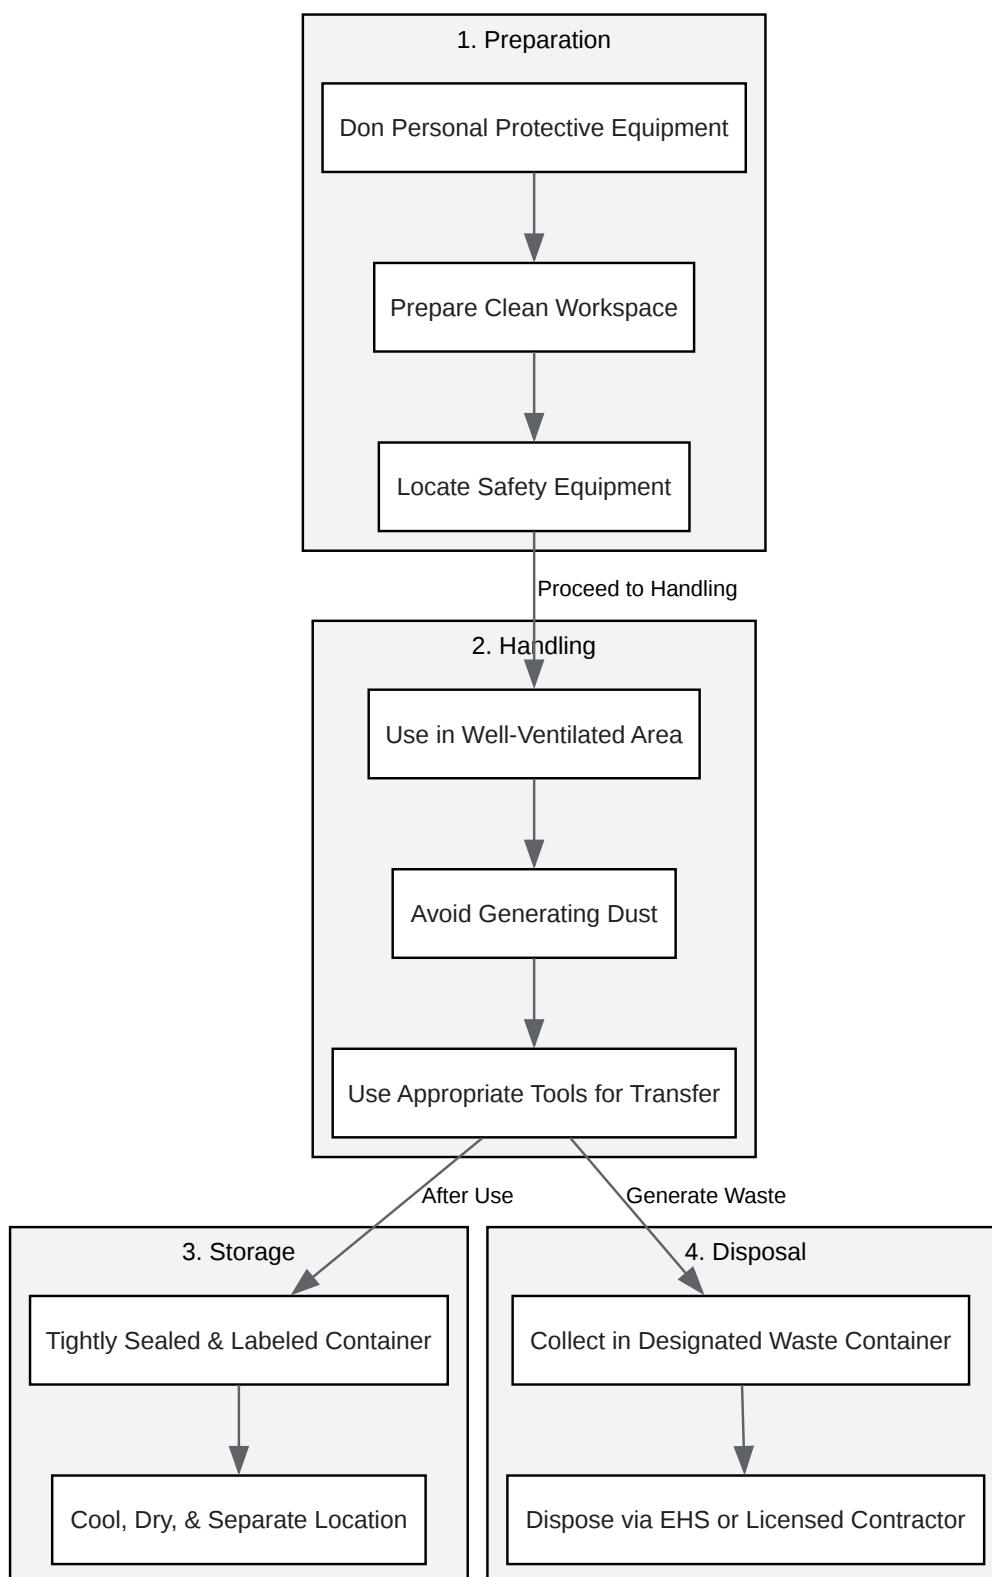 1. Preparation
Don Personal Protective Equipment
Prepare Clean Workspace
Locate Safety Equipment
Proceed to Handling
2. Handling
Use in Well-Ventilated Area
Avoid Generating Dust
Use Appropriate Tools for Transfer
After Use
Generate Waste
3. Storage
4. Disposal
Tightly Sealed & Labeled Container
Collect in Designated Waste Container
Cool, Dry, & Separate Location
Dispose via EHS or Licensed Contractor